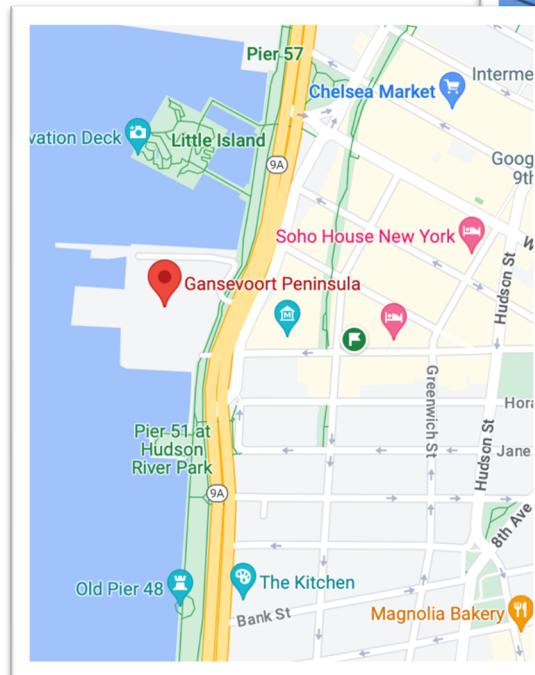 Pier 57
Interme
Chelsea Market
vation Deck
Little Island
Goog
9th
9A
Soho House New York
W
Hudson St
Gansevoort Peninsula
M
Greenwich St
Hora
Pier 51 at
Hudson
River Park
Hudson St
Jane
9A
8th Ave
Old Pier 48
The Kitchen
Bank St
Magnolia Bakery